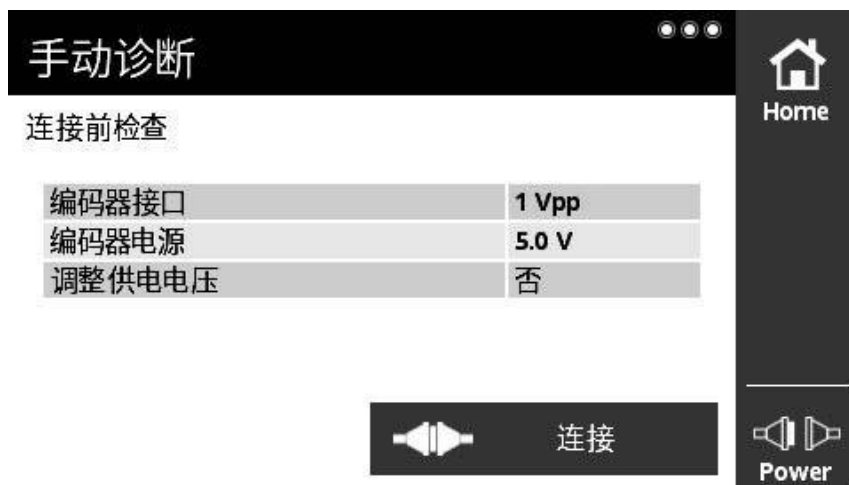 手动诊断
Home
连接前检查
编码器接口 1 Vpp
编码器电源 5.0 V
调整供电电压 否
连接
Power